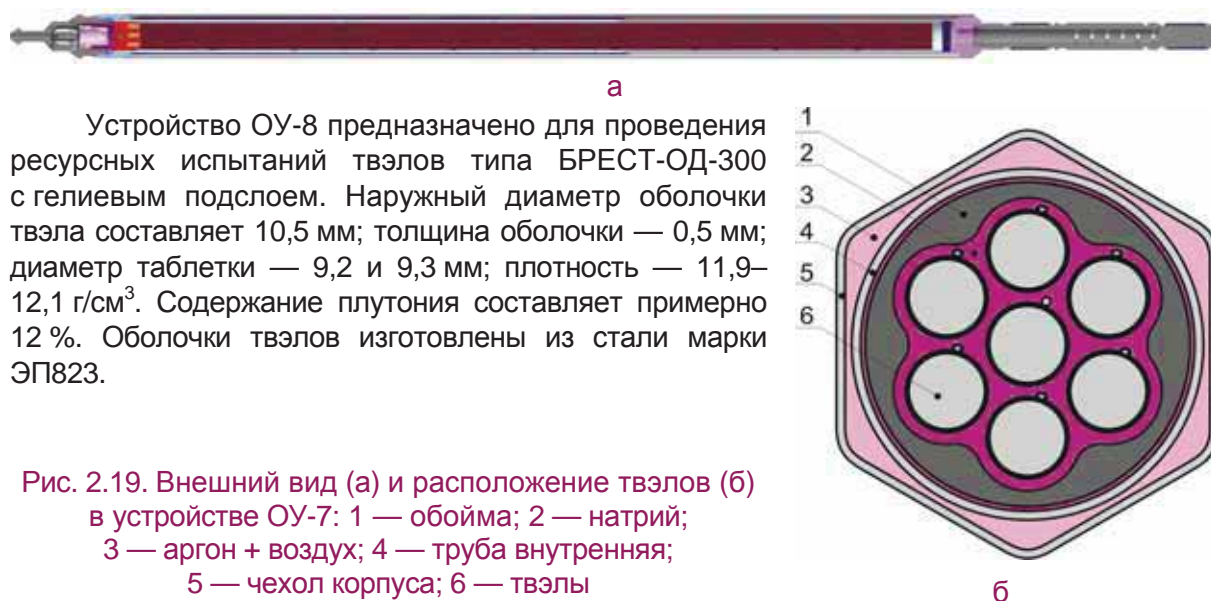 а
Устройство ОУ-8 предназначено для проведения
ресурсных испытаний твэлов типа БРЕСТ-ОД-300
с гелиевым подслоем. Наружный диаметр оболочки
твэла составляет 10,5 мм; толщина оболочки — 0,5 мм;
диаметр таблетки — 9,2 и 9,3 мм; плотность — 11,9–
12,1 г/см³. Содержание плутония составляет примерно
12 %. Оболочки твэлов изготовлены из стали марки
ЭП823.
Рис. 2.19. Внешний вид (а) и расположение твэлов (б)
в устройстве ОУ-7: 1 — обойма; 2 — натрий;
3 — аргон + воздух; 4 — труба внутренняя;
5 — чехол корпуса; 6 — твэлы
1
2
3
4
5
6
б